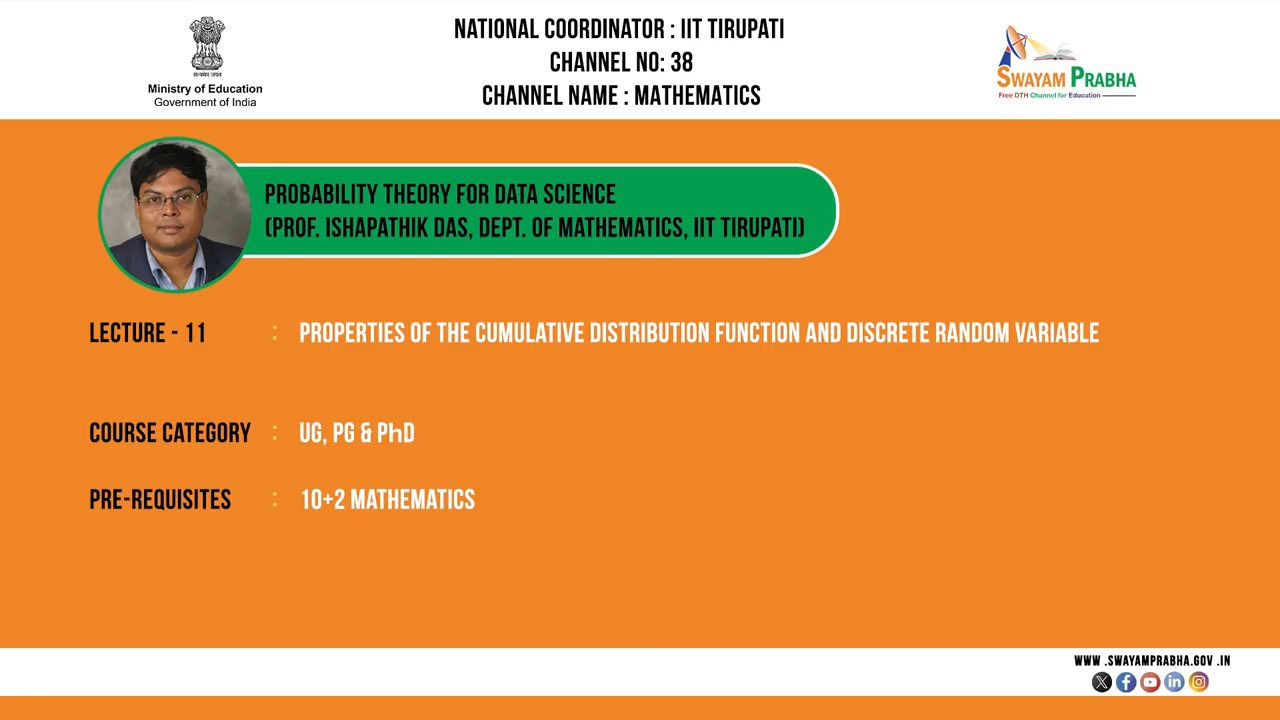 NATIONAL COORDINATOR : IIT TIRUPATI
CHANNEL NO: 38
CHANNEL NAME : MATHEMATICS
सत्यमेव जयते
Ministry of Education
Government of India
SWAYAM PRABHA
Free DTH Channel for Education
PROBABILITY THEORY FOR DATA SCIENCE
(PROF. ISHAPATHIK DAS, DEPT. OF MATHEMATICS, IIT TIRUPATI)
LECTURE - 11 : PROPERTIES OF THE CUMULATIVE DISTRIBUTION FUNCTION AND DISCRETE RANDOM VARIABLE
COURSE CATEGORY : UG, PG & PhD
PRE-REQUISITES : 10+2 MATHEMATICS
WWW .SWAYAMPRABHA.GOV .IN